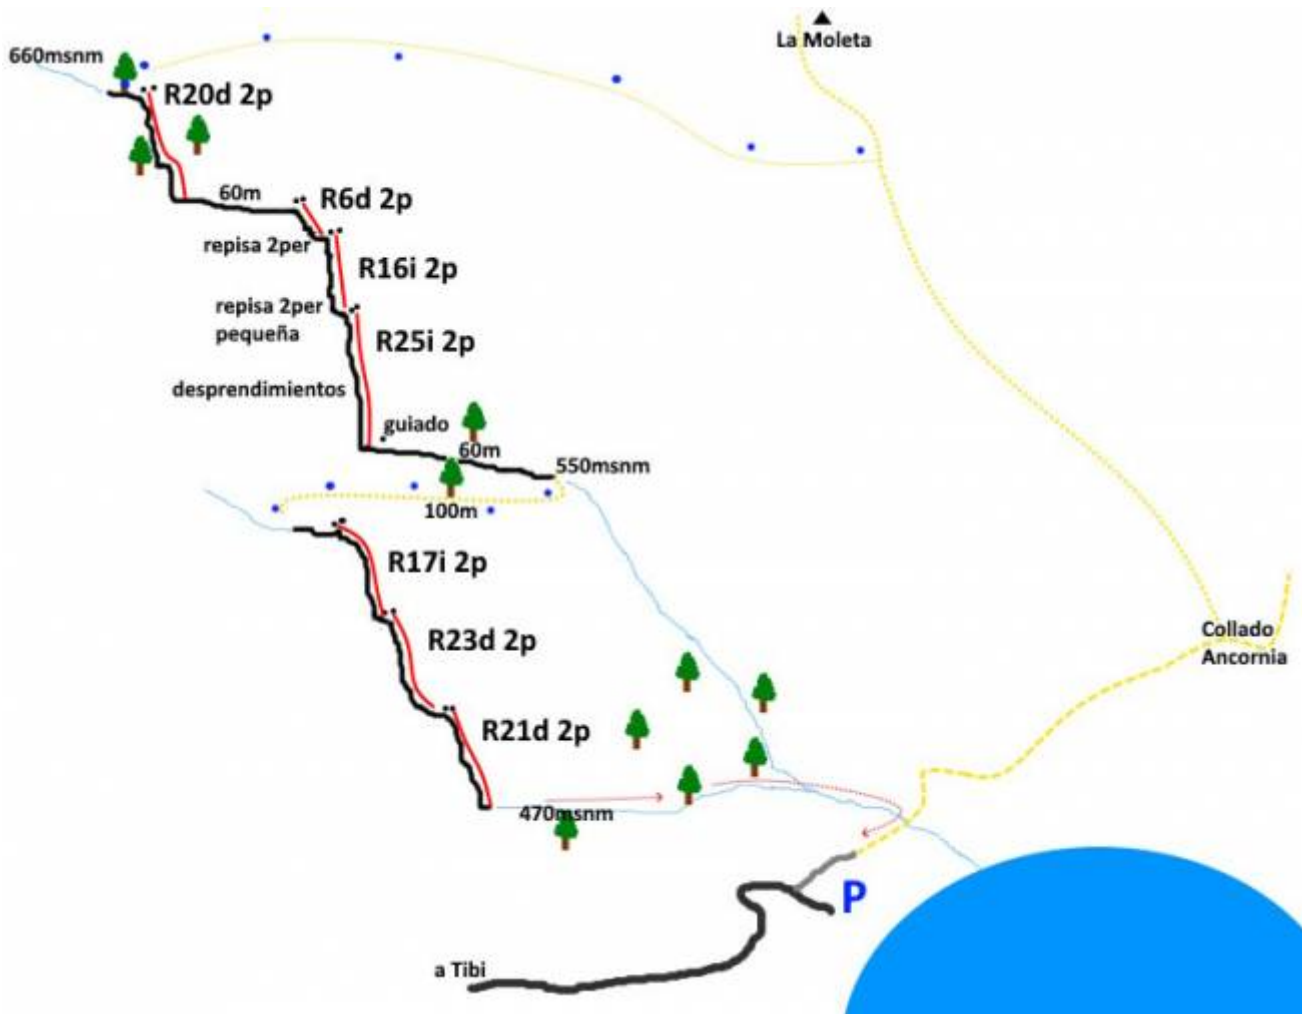 La Moleta
660msnm
R20d 2p
60m
R6d 2p
repisa 2per
R16i 2p
repisa 2per
pequeña
R25i 2p
desprendimientos
guiado
60m
550msnm
100m
R17i 2p
R23d 2p
Collado
Ancornia
R21d 2p
470msnm
P
a Tibi